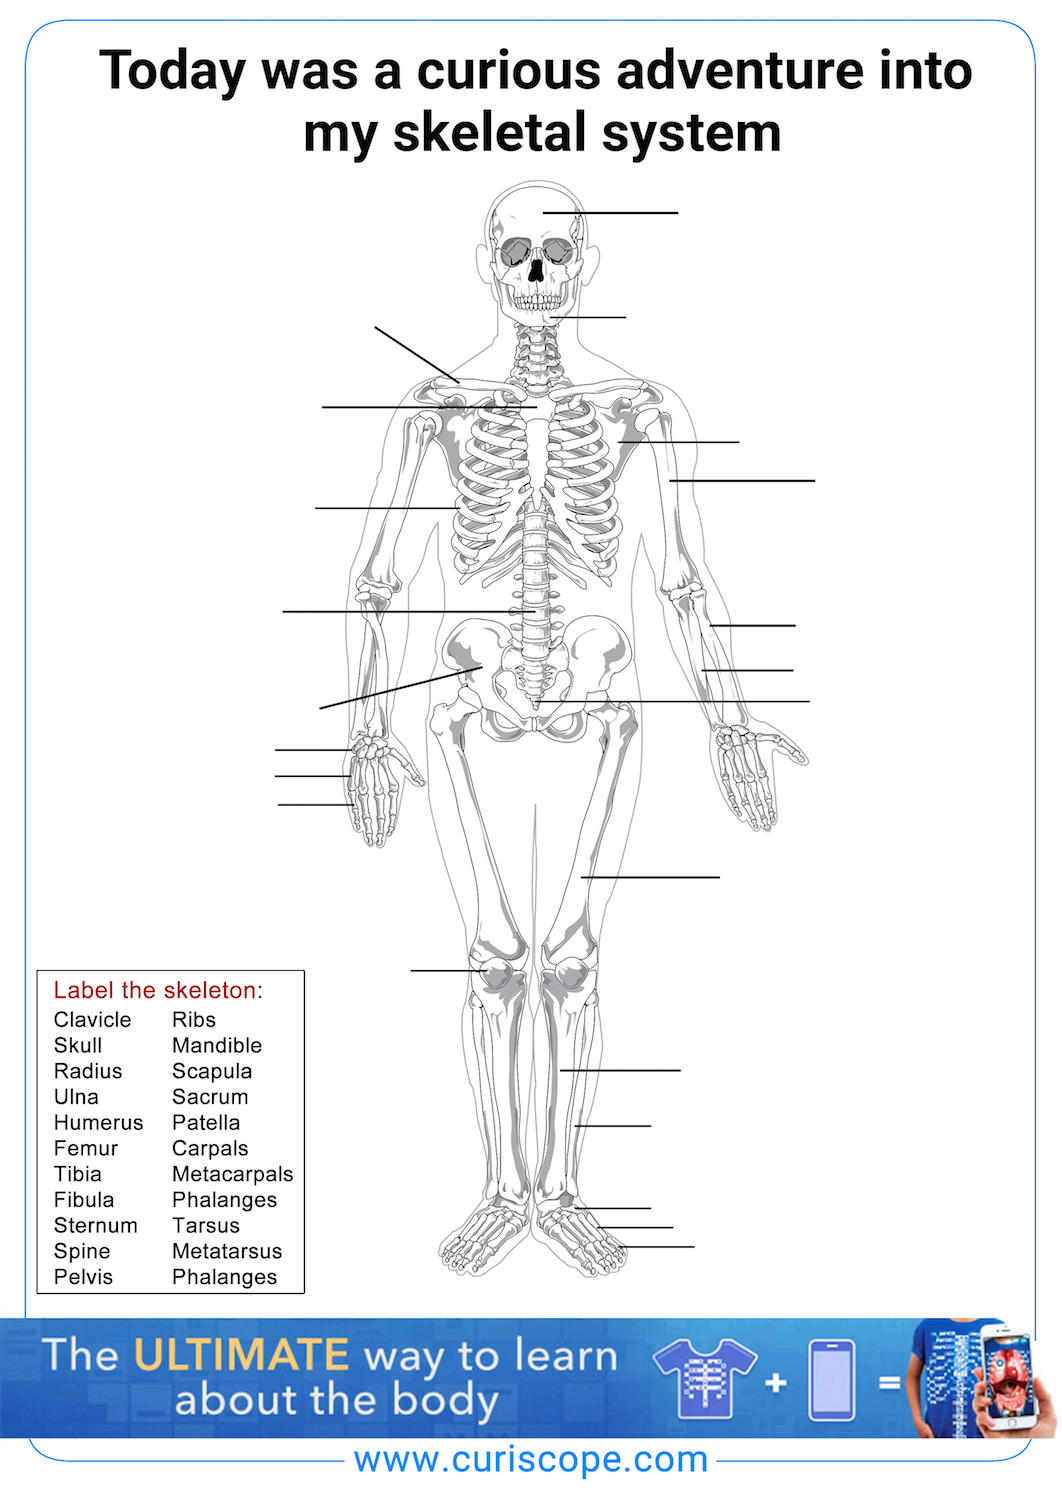 Today was a curious adventure into
my skeletal system
Label the skeleton:
Clavicle Ribs
Skull Mandible
Radius Scapula
Ulna Sacrum
Humerus Patella
Femur Carpals
Tibia Metacarpals
Fibula Phalanges
Sternum Tarsus
Spine Metatarsus
Pelvis Phalanges
The ULTIMATE way to learn
about the body
www.curiscope.com